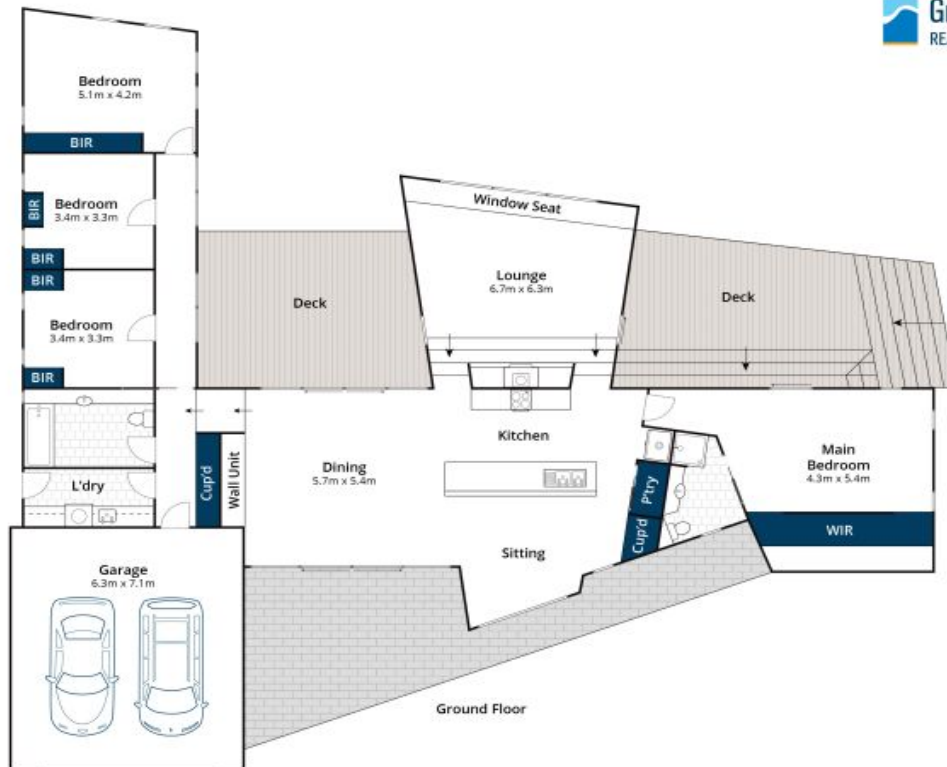 Bedroom
5.1m x 4.2m
BIR
Bedroom
3.4m x 3.3m
BIR
BIR
BIR
Bedroom
3.4m x 3.3m
BIR
Window Seat
Lounge
6.7m x 6.3m
Deck
Deck
Kitchen
Dining
5.7m x 5.4m
Sitting
Main
Bedroom
4.3m x 5.4m
WIR
P'try
Cup'd
Cup'd
Wall Unit
L'dry
Garage
6.3m x 7.1m
Ground Floor